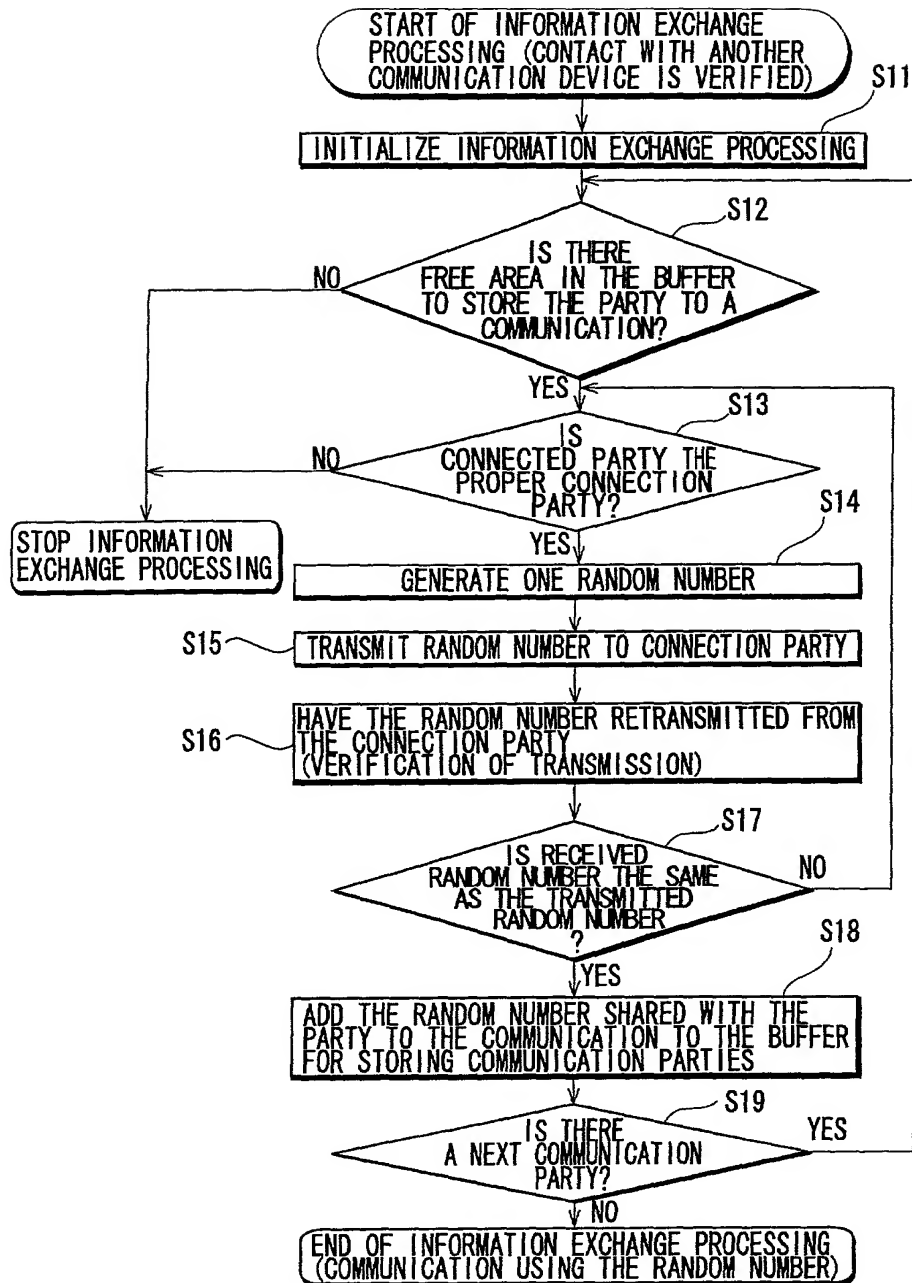 START OF INFORMATION EXCHANGE
PROCESSING (CONTACT WITH ANOTHER
COMMUNICATION DEVICE IS VERIFIED)
S11
INITIALIZE INFORMATION EXCHANGE PROCESSING
S12
IS THERE
FREE AREA IN THE BUFFER
TO STORE THE PARTY TO A
COMMUNICATION?
NO
YES
S13
IS
CONNECTED PARTY THE
PROPER CONNECTION
PARTY?
NO
YES
STOP INFORMATION
EXCHANGE PROCESSING
S14
GENERATE ONE RANDOM NUMBER
S15
TRANSMIT RANDOM NUMBER TO CONNECTION PARTY
S16
HAVE THE RANDOM NUMBER RETRANSMITTED FROM
THE CONNECTION PARTY
(VERIFICATION OF TRANSMISSION)
S17
IS RECEIVED
RANDOM NUMBER THE SAME
AS THE TRANSMITTED
RANDOM NUMBER
?
NO
YES
S18
ADD THE RANDOM NUMBER SHARED WITH THE
PARTY TO THE COMMUNICATION TO THE BUFFER
FOR STORING COMMUNICATION PARTIES
S19
IS THERE
A NEXT COMMUNICATION
PARTY?
YES
NO
END OF INFORMATION EXCHANGE PROCESSING
(COMMUNICATION USING THE RANDOM NUMBER)